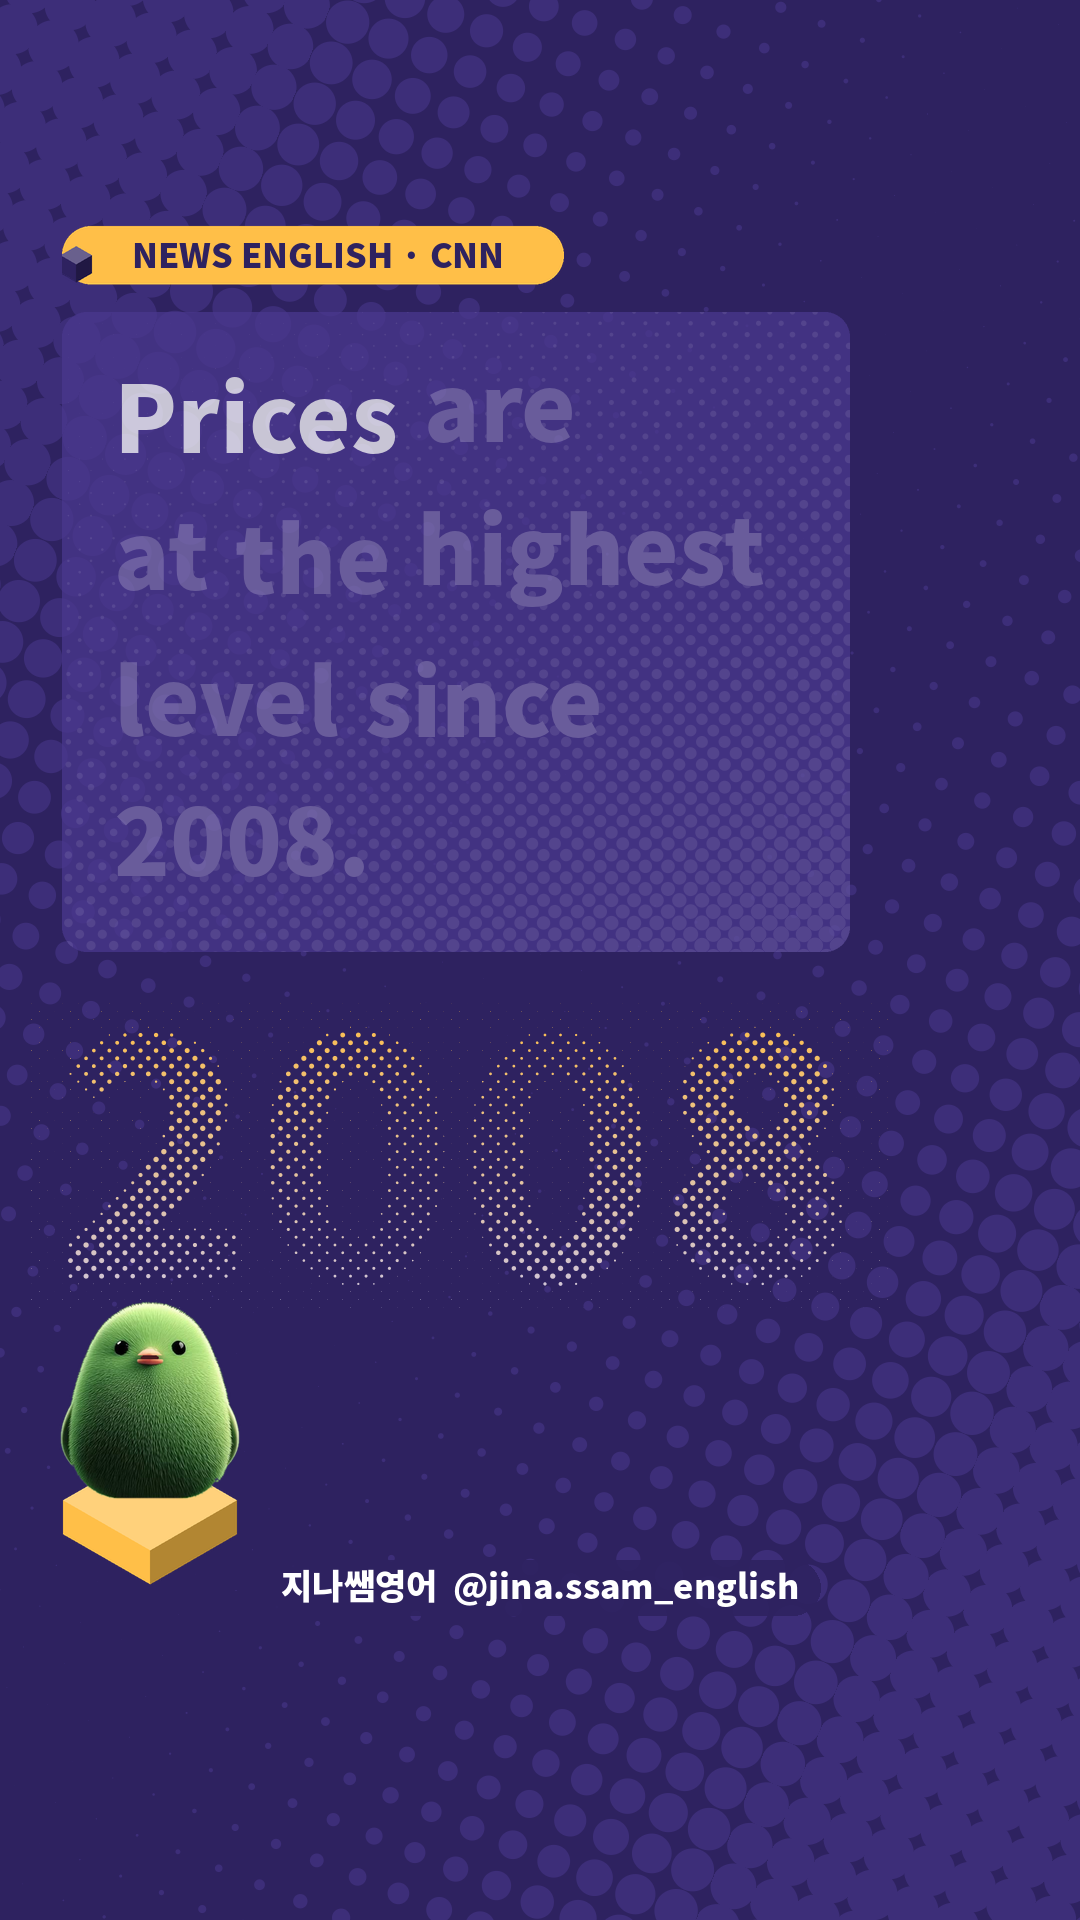 NEWS ENGLISH · CNN
Prices are
at the highest
level since
2008.
2008
지나쌤영어 @jina.ssam_english